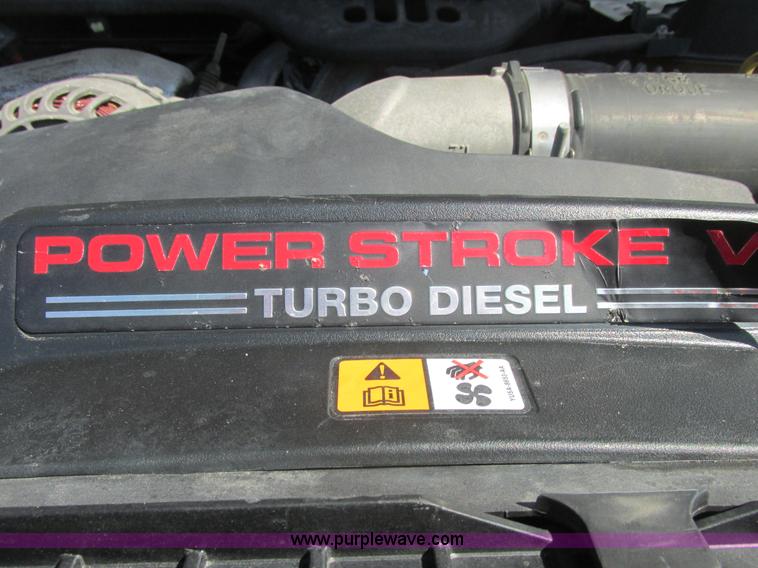 POWER STROKE V
TURBO DIESEL
www.purplewave.com